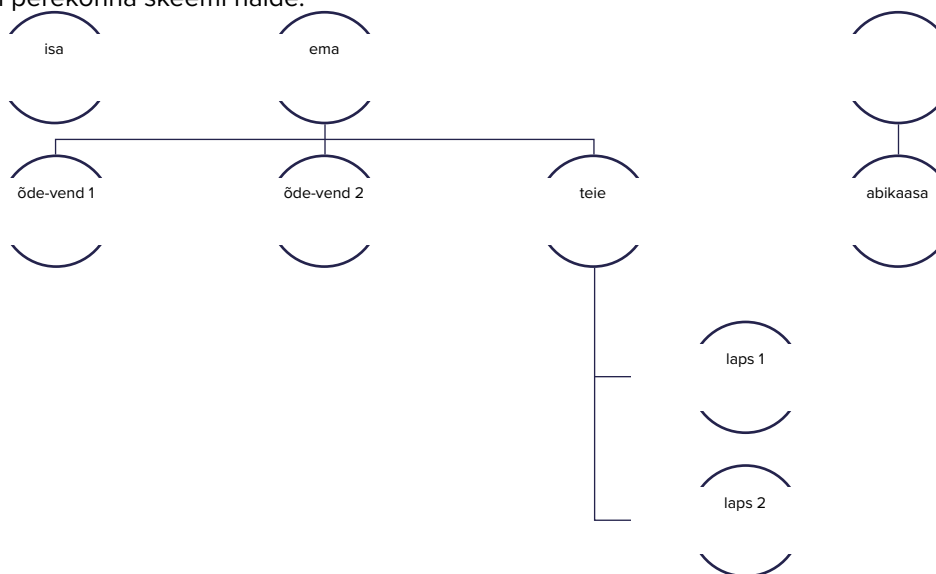 perekonna skeemi näide.
isa ema
õde-vend 1 õde-vend 2 teie abikaasa
laps 1
laps 2